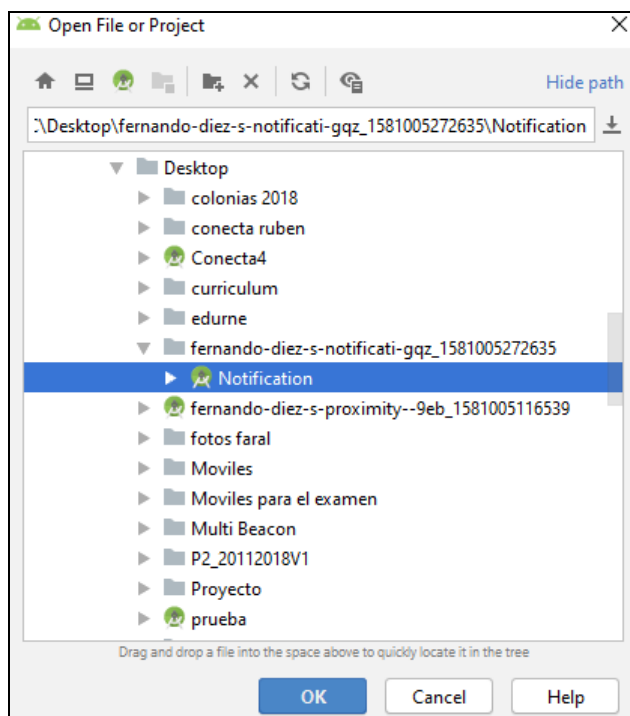 Open File or Project
Hide path
:\Desktop\fernando-diez-s-notificati-gqz_1581005272635\Notification
Desktop
colonias 2018
conecta ruben
Conecta4
curriculum
edurne
fernando-diez-s-notificati-gqz_1581005272635
Notification
fernando-diez-s-proximity--9eb_1581005116539
fotos faral
Moviles
Moviles para el examen
Multi Beacon
P2_20112018V1
Proyecto
prueba
Drag and drop a file into the space above to quickly locate it in the tree
OK Cancel Help